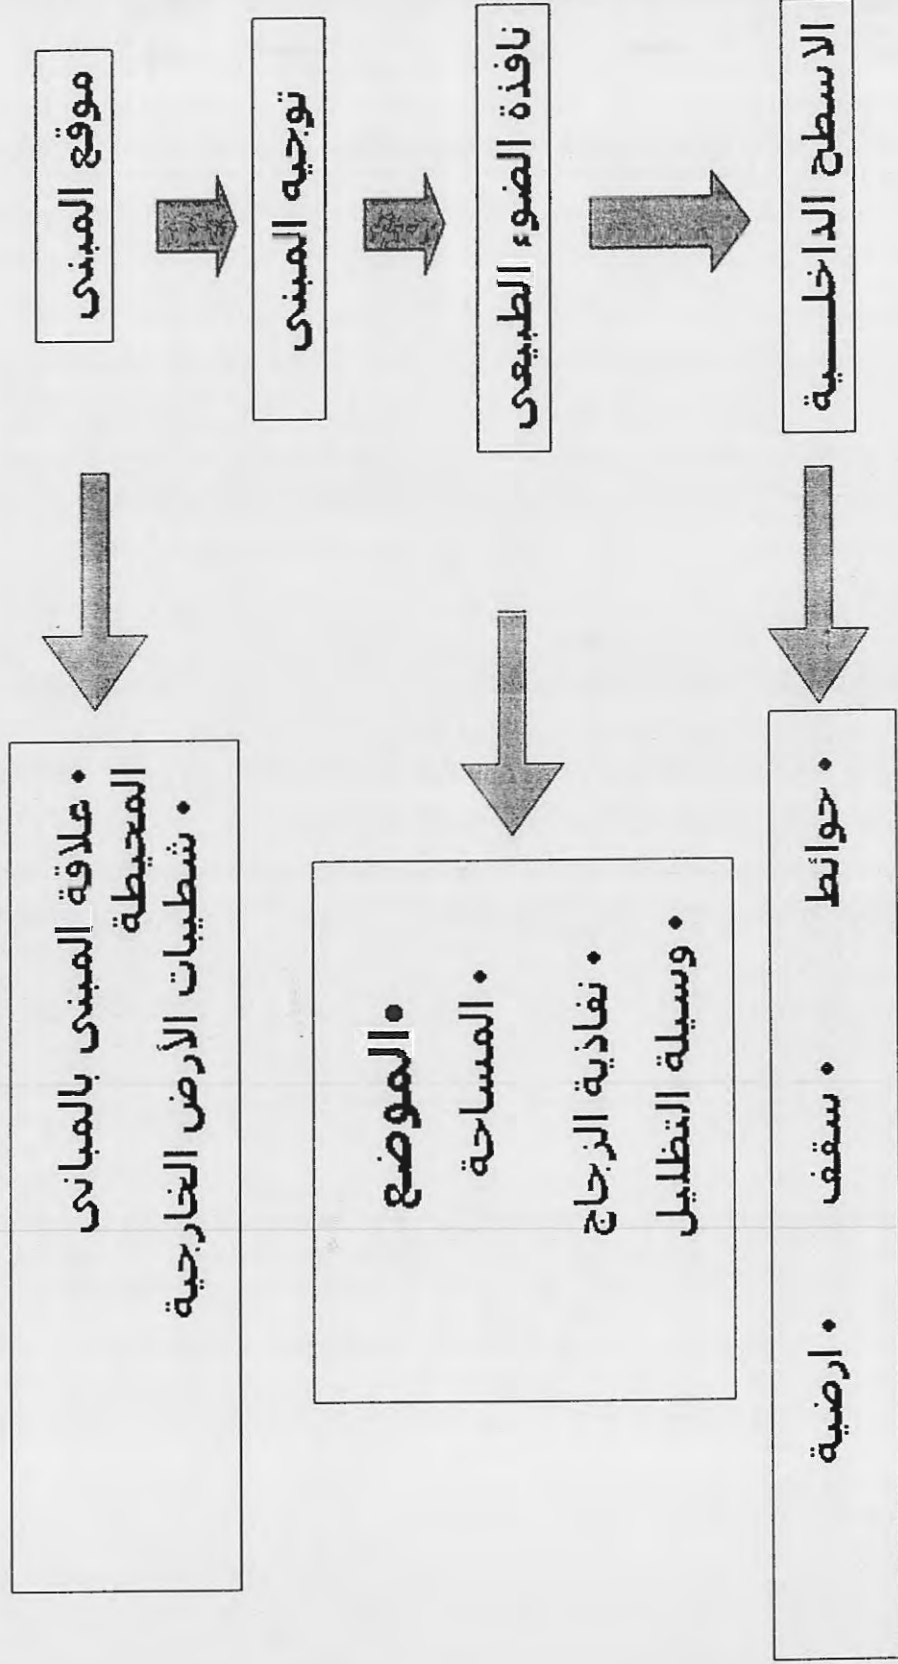 موقع المبنى
علاقة المبنى بالمبانى
المحيطة
شطيبات الأرض الخارجية
توجيه المبنى
نافذة الضوء الطبيعى
الموضع
المساحة
نفاذية الزجاج
وسيلة التظليل
الاسطح الداخلـــية
حوائط
سقف
ارضية